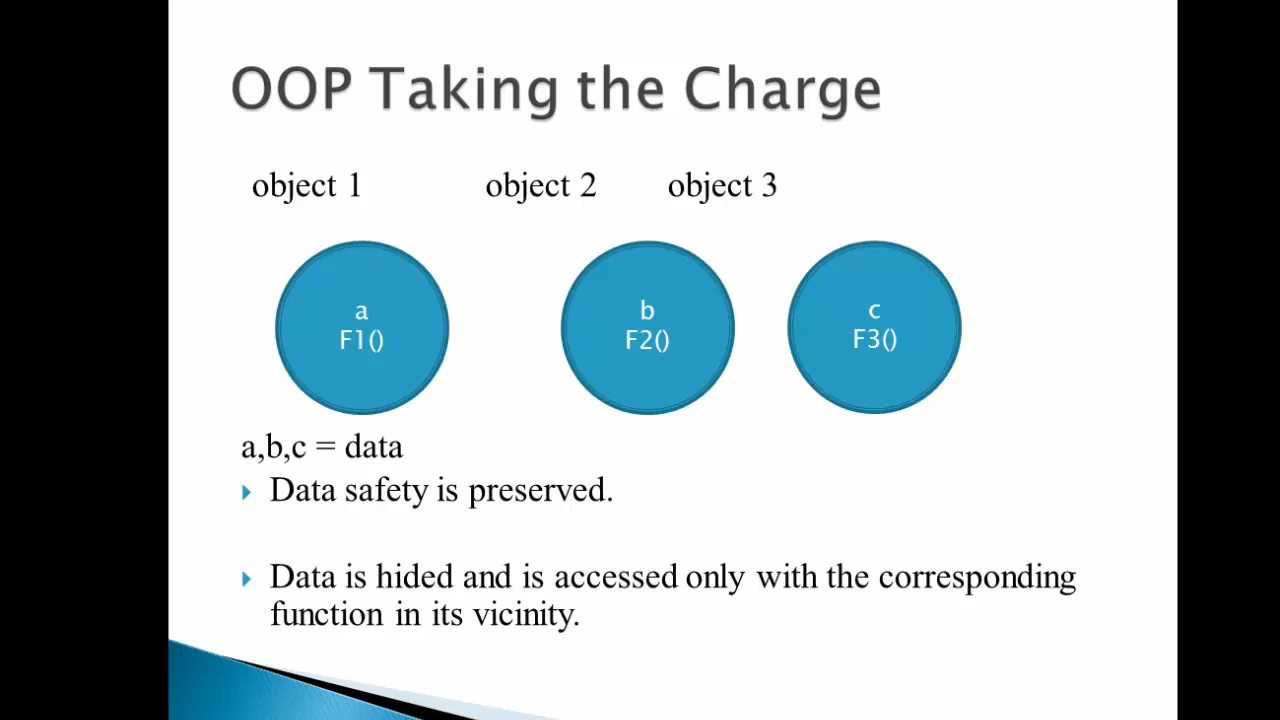 OOP Taking the Charge
object 1 object 2 object 3
a
F1()
b
F2()
c
F3()
a,b,c = data
Data safety is preserved.
Data is hided and is accessed only with the corresponding
function in its vicinity.